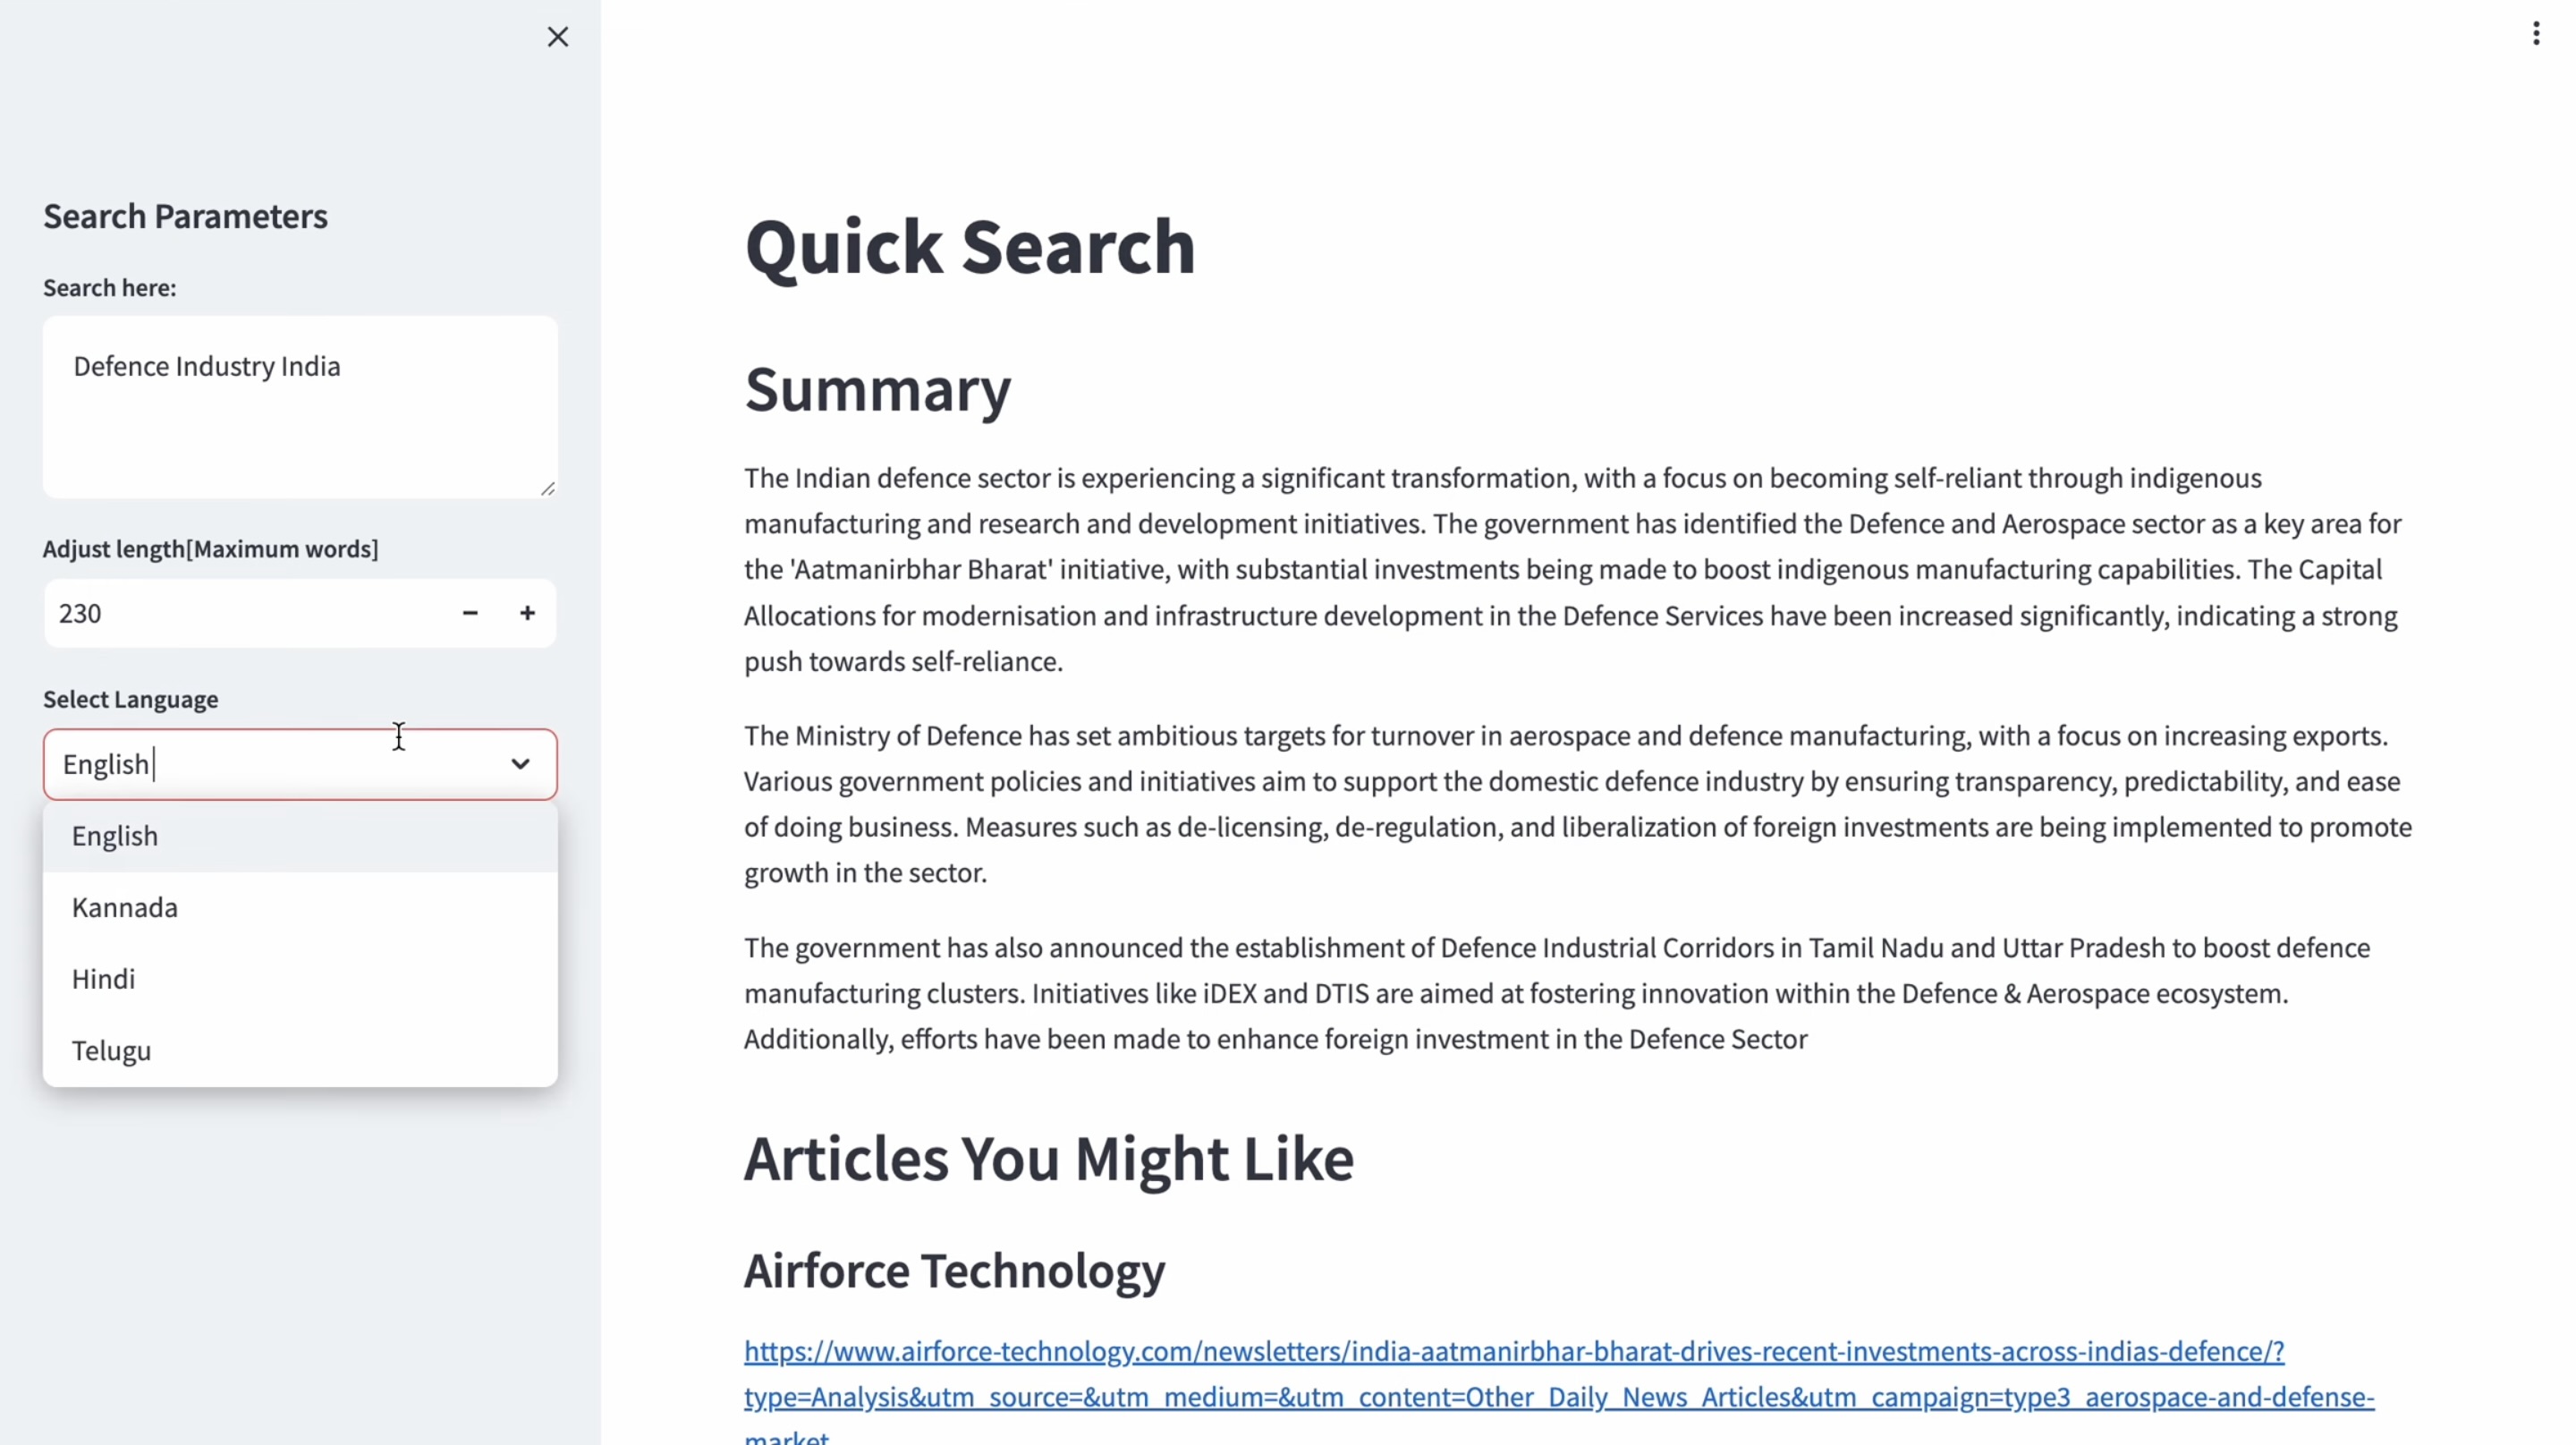 Search Parameters
Search here:
Defence Industry India
Adjust length[Maximum words]
230
Select Language
English
English
Kannada
Hindi
Telugu
Quick Search
Summary
The Indian defence sector is experiencing a significant transformation, with a focus on becoming self-reliant through indigenous
manufacturing and research and development initiatives. The government has identified the Defence and Aerospace sector as a key area for
the 'Aatmanirbhar Bharat' initiative, with substantial investments being made to boost indigenous manufacturing capabilities. The Capital
Allocations for modernisation and infrastructure development in the Defence Services have been increased significantly, indicating a strong
push towards self-reliance.
The Ministry of Defence has set ambitious targets for turnover in aerospace and defence manufacturing, with a focus on increasing exports.
Various government policies and initiatives aim to support the domestic defence industry by ensuring transparency, predictability, and ease
of doing business. Measures such as de-licensing, de-regulation, and liberalization of foreign investments are being implemented to promote
growth in the sector.
The government has also announced the establishment of Defence Industrial Corridors in Tamil Nadu and Uttar Pradesh to boost defence
manufacturing clusters. Initiatives like iDEX and DTIS are aimed at fostering innovation within the Defence & Aerospace ecosystem.
Additionally, efforts have been made to enhance foreign investment in the Defence Sector
Articles You Might Like
Airforce Technology
https://www.airforce-technology.com/newsletters/india-aatmanirbhar-bharat-drives-recent-investments-across-indias-defence/?
type=Analysis&utm_source=&utm_medium=&utm_content=Other_Daily_News_Articles&utm_campaign=type3_aerospace-and-defense-
market